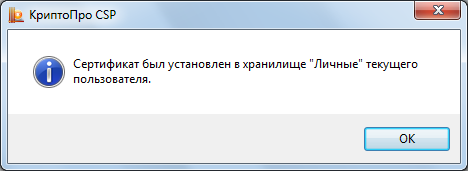 КриптоПро CSP
Сертификат был установлен в хранилище "Личные" текущего
пользователя.
OK